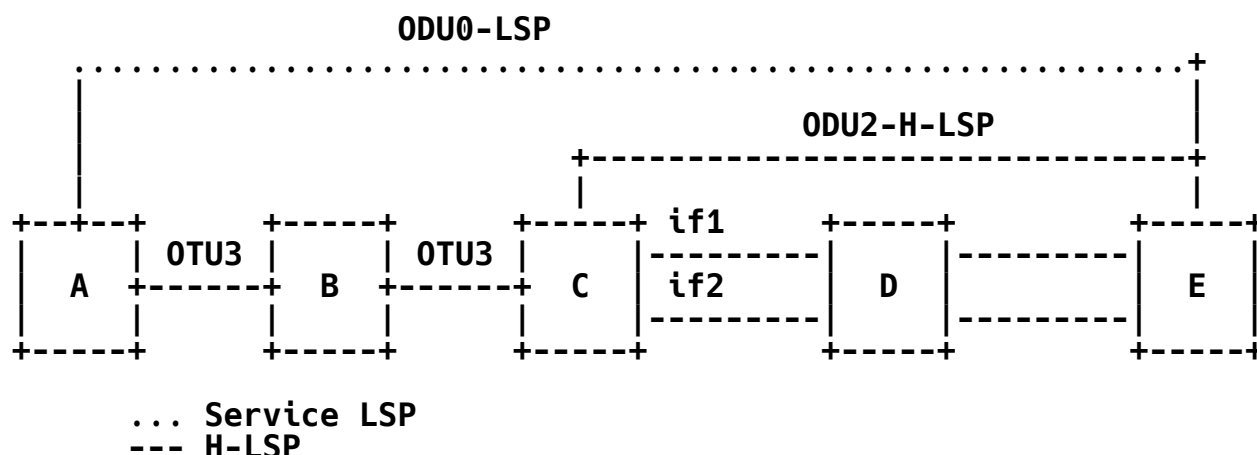 ODU0-LSP
ODU2-H-LSP
if1
OTU3 OTU3
A B C if2 D E
... Service LSP
--- H-LSP